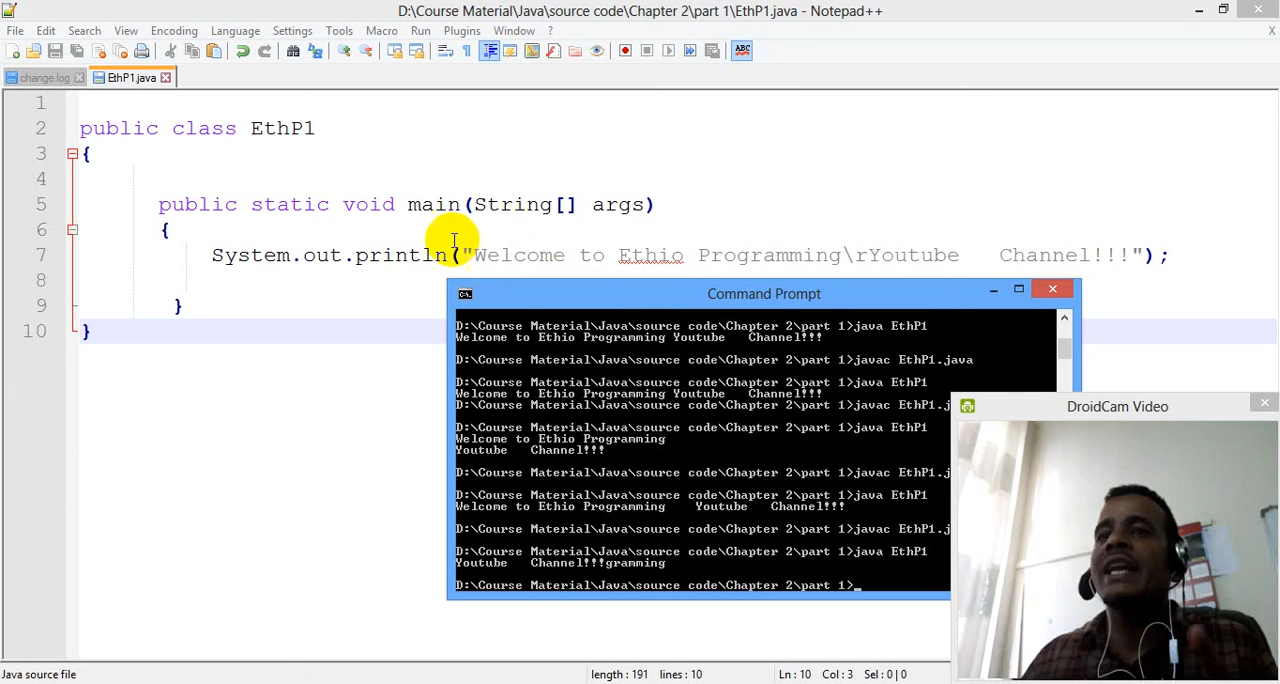 D:\Course Material\Java\source code\Chapter 2\part 1\EthP1.java - Notepad++
File Edit Search View Encoding Language Settings Tools Macro Run Plugins Window ? X
ABC
change.log EthP1.java
1
2 public class EthP1
3 {
4
5 public static void main(String[] args)
6 {
7 System.out.println("Welcome to Ethio Programming\rYoutube   Channel!!!");
8
9 }
10 }
Command Prompt
D:\Course Material\Java\source code\Chapter 2\part 1>java EthP1
Welcome to Ethio Programming Youtube   Channel!!!
D:\Course Material\Java\source code\Chapter 2\part 1>javac EthP1.java
D:\Course Material\Java\source code\Chapter 2\part 1>java EthP1
Welcome to Ethio Programming Youtube   Channel!!!
D:\Course Material\Java\source code\Chapter 2\part 1>javac EthP1.j
D:\Course Material\Java\source code\Chapter 2\part 1>java EthP1
Welcome to Ethio Programming
Youtube   Channel!!!
D:\Course Material\Java\source code\Chapter 2\part 1>javac EthP1.j
D:\Course Material\Java\source code\Chapter 2\part 1>java EthP1
Welcome to Ethio Programming    Youtube   Channel!!!
D:\Course Material\Java\source code\Chapter 2\part 1>javac EthP1.j
D:\Course Material\Java\source code\Chapter 2\part 1>java EthP1
Youtube   Channel!!!gramming
D:\Course Material\Java\source code\Chapter 2\part 1>_
DroidCam Video
Java source file length : 191 lines : 10 Ln : 10 Col : 3 Sel : 0 | 0